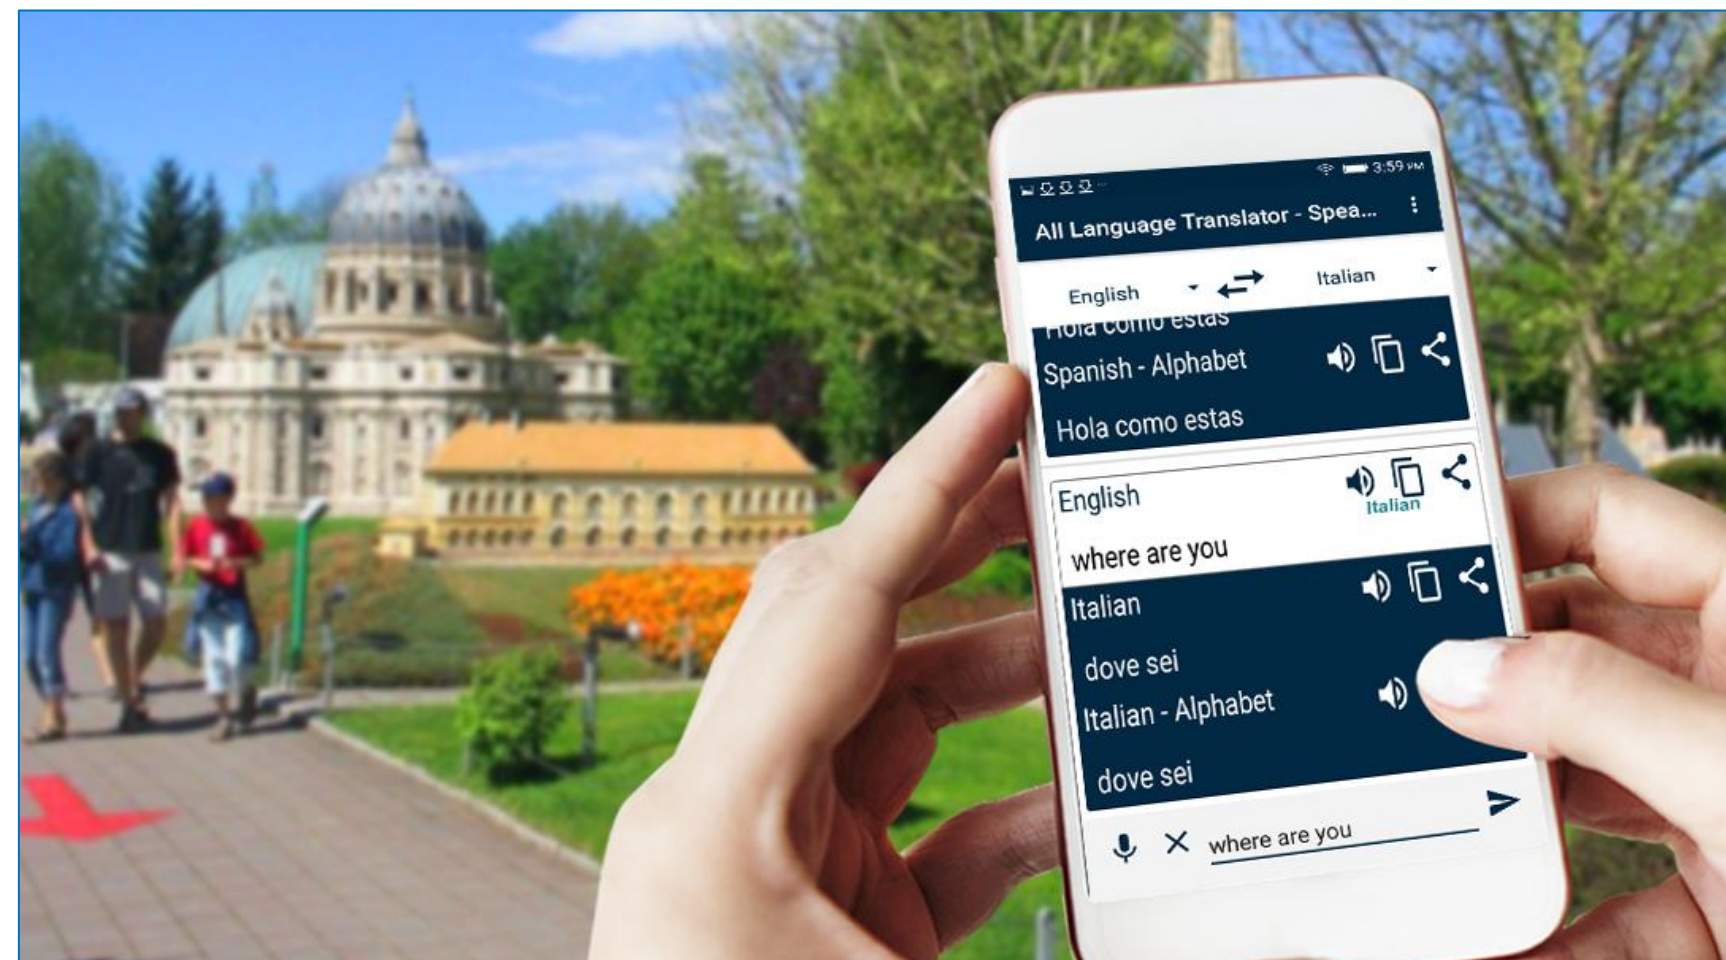 3:59 PM
All Language Translator - Spea...
English
Italian
Hola como estas
Spanish - Alphabet
Hola como estas
English
Italian
where are you
Italian
dove sei
Italian - Alphabet
dove sei
where are you